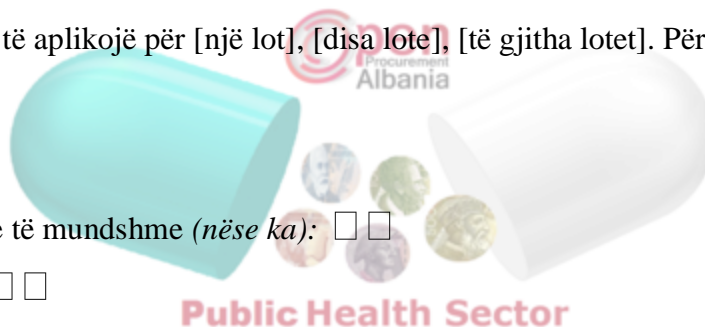 të aplikojë për [një lot], [disa lote], [të gjitha lotet]. Për
Open
Procurement
Albania
e të mundshme (nëse ka): □ □
□ □
Public Health Sector